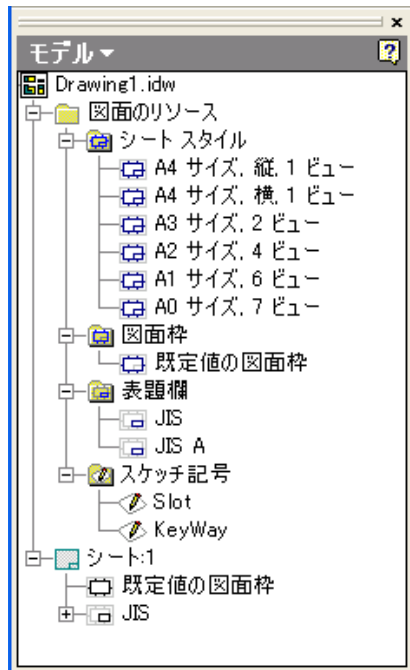 モデル
Drawing1.idw
図面のリソース
シート スタイル
A4 サイズ, 縦, 1 ビュー
A4 サイズ, 横, 1 ビュー
A3 サイズ, 2 ビュー
A2 サイズ, 4 ビュー
A1 サイズ, 6 ビュー
A0 サイズ, 7 ビュー
図面枠
既定値の図面枠
表題欄
JIS
JIS A
スケッチ記号
Slot
KeyWay
シート:1
既定値の図面枠
JIS